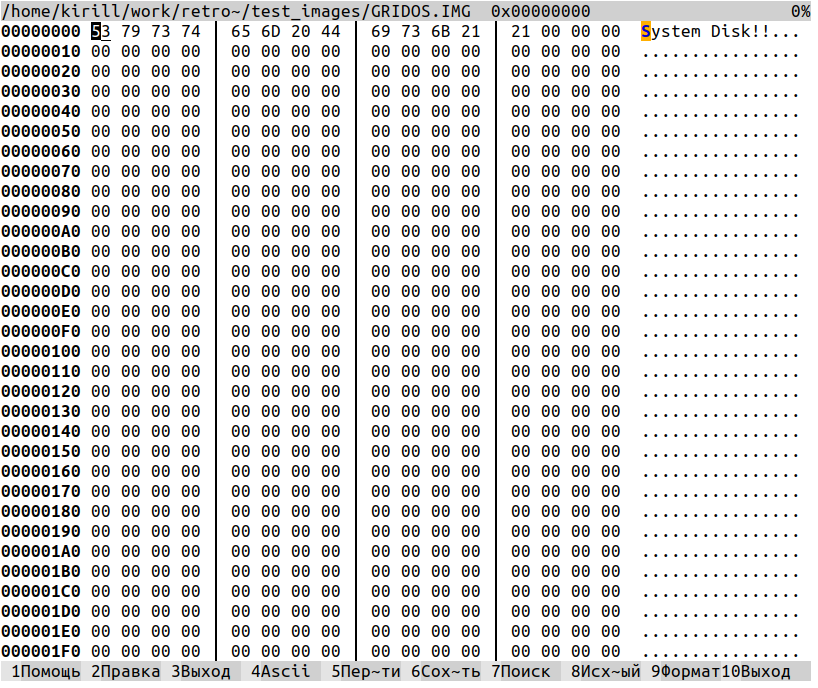 /home/kirill/work/retro~/test_images/GRIDOS.IMG 0x00000000 0%
00000000 53 79 73 74 65 6D 20 44 69 73 6B 21 21 00 00 00 System Disk!!...
00000010 00 00 00 00 00 00 00 00 00 00 00 00 00 00 00 00 ................
00000020 00 00 00 00 00 00 00 00 00 00 00 00 00 00 00 00 ................
00000030 00 00 00 00 00 00 00 00 00 00 00 00 00 00 00 00 ................
00000040 00 00 00 00 00 00 00 00 00 00 00 00 00 00 00 00 ................
00000050 00 00 00 00 00 00 00 00 00 00 00 00 00 00 00 00 ................
00000060 00 00 00 00 00 00 00 00 00 00 00 00 00 00 00 00 ................
00000070 00 00 00 00 00 00 00 00 00 00 00 00 00 00 00 00 ................
00000080 00 00 00 00 00 00 00 00 00 00 00 00 00 00 00 00 ................
00000090 00 00 00 00 00 00 00 00 00 00 00 00 00 00 00 00 ................
000000A0 00 00 00 00 00 00 00 00 00 00 00 00 00 00 00 00 ................
000000B0 00 00 00 00 00 00 00 00 00 00 00 00 00 00 00 00 ................
000000C0 00 00 00 00 00 00 00 00 00 00 00 00 00 00 00 00 ................
000000D0 00 00 00 00 00 00 00 00 00 00 00 00 00 00 00 00 ................
000000E0 00 00 00 00 00 00 00 00 00 00 00 00 00 00 00 00 ................
000000F0 00 00 00 00 00 00 00 00 00 00 00 00 00 00 00 00 ................
00000100 00 00 00 00 00 00 00 00 00 00 00 00 00 00 00 00 ................
00000110 00 00 00 00 00 00 00 00 00 00 00 00 00 00 00 00 ................
00000120 00 00 00 00 00 00 00 00 00 00 00 00 00 00 00 00 ................
00000130 00 00 00 00 00 00 00 00 00 00 00 00 00 00 00 00 ................
00000140 00 00 00 00 00 00 00 00 00 00 00 00 00 00 00 00 ................
00000150 00 00 00 00 00 00 00 00 00 00 00 00 00 00 00 00 ................
00000160 00 00 00 00 00 00 00 00 00 00 00 00 00 00 00 00 ................
00000170 00 00 00 00 00 00 00 00 00 00 00 00 00 00 00 00 ................
00000180 00 00 00 00 00 00 00 00 00 00 00 00 00 00 00 00 ................
00000190 00 00 00 00 00 00 00 00 00 00 00 00 00 00 00 00 ................
000001A0 00 00 00 00 00 00 00 00 00 00 00 00 00 00 00 00 ................
000001B0 00 00 00 00 00 00 00 00 00 00 00 00 00 00 00 00 ................
000001C0 00 00 00 00 00 00 00 00 00 00 00 00 00 00 00 00 ................
000001D0 00 00 00 00 00 00 00 00 00 00 00 00 00 00 00 00 ................
000001E0 00 00 00 00 00 00 00 00 00 00 00 00 00 00 00 00 ................
000001F0 00 00 00 00 00 00 00 00 00 00 00 00 00 00 00 00 ................
1Помощь 2Правка 3Выход 4Ascii 5Пер~ти 6Сох~ть 7Поиск 8Исх~ый 9Формат10Выход